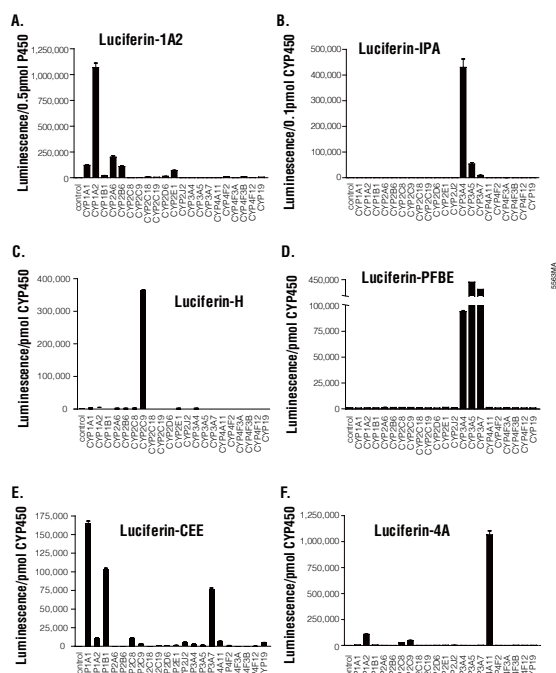 A.
Luciferin-1A2
Luminescence/0.5pmol P450
1,250,000
1,000,000
750,000
500,000
250,000
0
control
CYP1A1
CYP1A2
CYP1B1
CYP2A6
CYP2B6
CYP2C8
CYP2C9
CYP2C18
CYP2C19
CYP2D6
CYP2E1
CYP2J2
CYP3A4
CYP3A5
CYP3A7
CYP4A11
CYP4F2
CYP4F3A
CYP4F3B
CYP4F12
CYP19
B.
Luciferin-IPA
Luminescence/0.1pmol CYP450
500,000
400,000
300,000
200,000
100,000
0
control
CYP1A1
CYP1A2
CYP1B1
CYP2A6
CYP2B6
CYP2C8
CYP2C9
CYP2C18
CYP2C19
CYP2D6
CYP2E1
CYP2J2
CYP3A4
CYP3A5
CYP3A7
CYP4A11
CYP4F2
CYP4F3A
CYP4F3B
CYP4F12
CYP19
C.
Luciferin-H
Luminescence/pmol CYP450
400,000
300,000
200,000
100,000
0
control
CYP1A1
CYP1A2
CYP1B1
CYP2A6
CYP2B6
CYP2C8
CYP2C9
CYP2C18
CYP2C19
CYP2D6
CYP2E1
CYP2J2
CYP3A4
CYP3A5
CYP3A7
CYP4A11
CYP4F2
CYP4F3A
CYP4F3B
CYP4F12
CYP19
D.
Luciferin-PFBE
Luminescence/pmol CYP450
450,000
100,000
75,000
50,000
25,000
0
control
CYP1A1
CYP1A2
CYP1B1
CYP2A6
CYP2B6
CYP2C8
CYP2C9
CYP2C18
CYP2C19
CYP2D6
CYP2E1
CYP2J2
CYP3A4
CYP3A5
CYP3A7
CYP4A11
CYP4F2
CYP4F3A
CYP4F3B
CYP4F12
CYP19
5563MA
E.
Luciferin-CEE
Luminescence/pmol CYP450
175,000
150,000
125,000
100,000
75,000
50,000
25,000
0
F.
Luciferin-4A
Luminescence/pmol CYP450
1,250,000
1,000,000
750,000
500,000
250,000
0